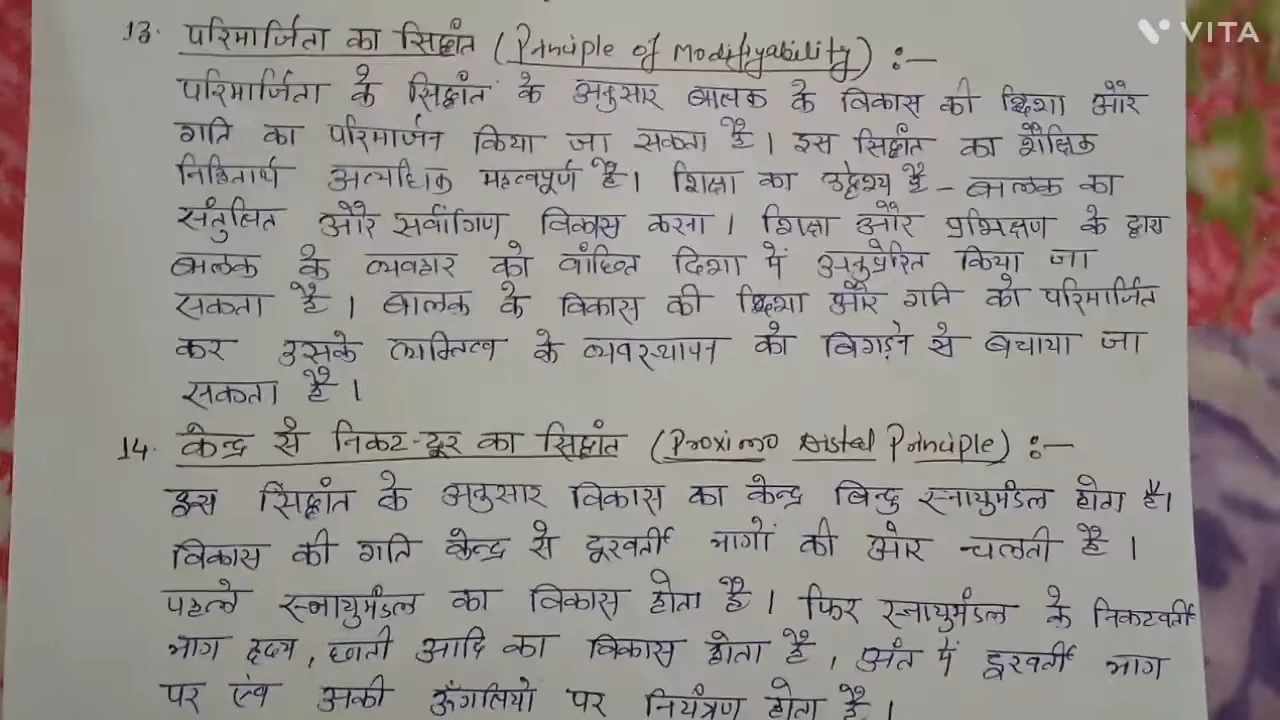 VITA
13. परिमार्जिता का सिद्धांत (Principle of Modifyability) :—
परिमार्जिता के सिद्धांत के अनुसार बालक के विकास की दिशा और
गति का परिमार्जन किया जा सकता है। इस सिद्धांत का शैक्षिक
निहितार्थ अत्यधिक महत्वपूर्ण है। शिक्षा का उद्देश्य है - बालक का
संतुलित और सर्वांगिण विकास करना। शिक्षा और प्रशिक्षण के द्वारा
बालक के व्यवहार को वांछित दिशा में अनुप्रेरित किया जा
सकता है। बालक के विकास की दिशा और गति को परिमार्जित
कर उसके व्यक्तित्व के व्यवस्थापन को बिगड़ने से बचाया जा
सकता है।
14. केन्द्र से निकट-दूर का सिद्धांत (Proximo distal Principle) :—
इस सिद्धांत के अनुसार विकास का केन्द्र बिन्दु स्नायुमंडल होता है।
विकास की गति केन्द्र से दूरवर्ती भागों की ओर चलती है।
पहले स्नायुमंडल का विकास होता है। फिर स्नायुमंडल के निकटवर्ती
भाग हृदय, छाती आदि का विकास होता है, अंत में दूरवर्ती भाग
पर एंव उसकी ऊँगलियो पर नियंत्रण होता है।